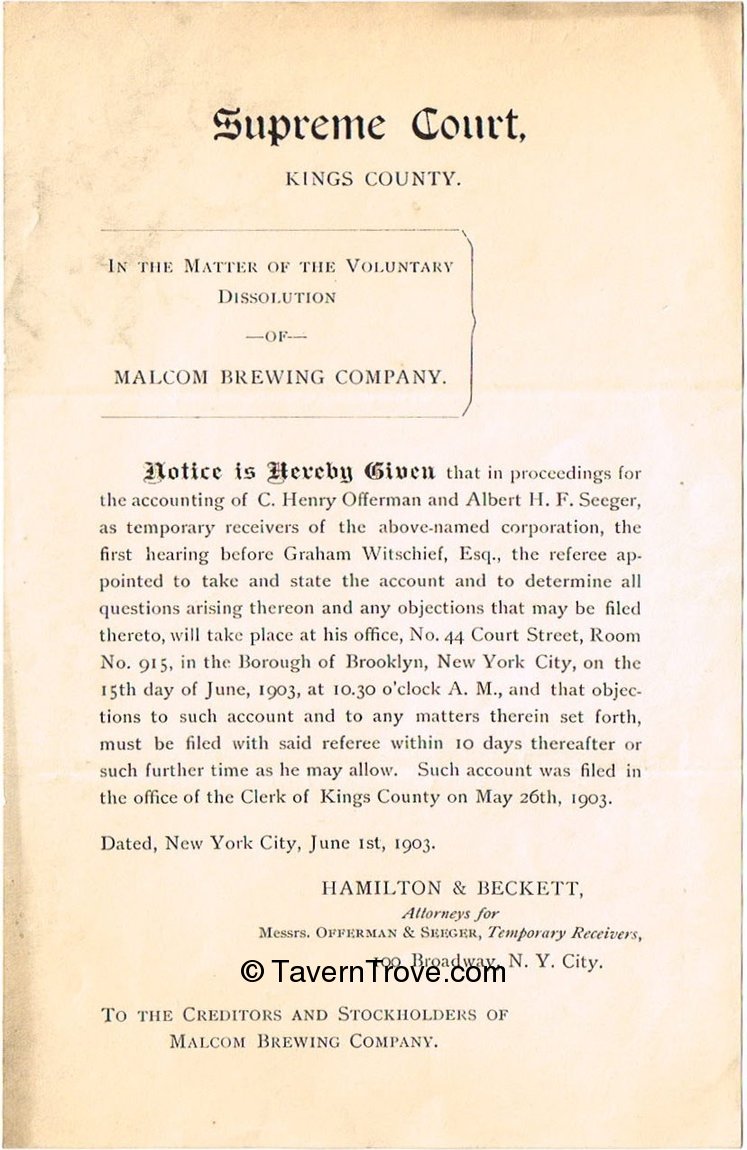 Supreme Court,
KINGS COUNTY.
IN THE MATTER OF THE VOLUNTARY
DISSOLUTION
—OF—
MALCOM BREWING COMPANY.
Notice is Hereby Given that in proceedings for
the accounting of C. Henry Offerman and Albert H. F. Seeger,
as temporary receivers of the above-named corporation, the
first hearing before Graham Witschief, Esq., the referee ap-
pointed to take and state the account and to determine all
questions arising thereon and any objections that may be filed
thereto, will take place at his office, No. 44 Court Street, Room
No. 915, in the Borough of Brooklyn, New York City, on the
15th day of June, 1903, at 10.30 o'clock A. M., and that objec-
tions to such account and to any matters therein set forth,
must be filed with said referee within 10 days thereafter or
such further time as he may allow. Such account was filed in
the office of the Clerk of Kings County on May 26th, 1903.
Dated, New York City, June 1st, 1903.
HAMILTON & BECKETT,
Attorneys for
Messrs. OFFERMAN & SEEGER, Temporary Receivers,
100 Broadway, N. Y. City.
© TavernTrove.com
TO THE CREDITORS AND STOCKHOLDERS OF
MALCOM BREWING COMPANY.